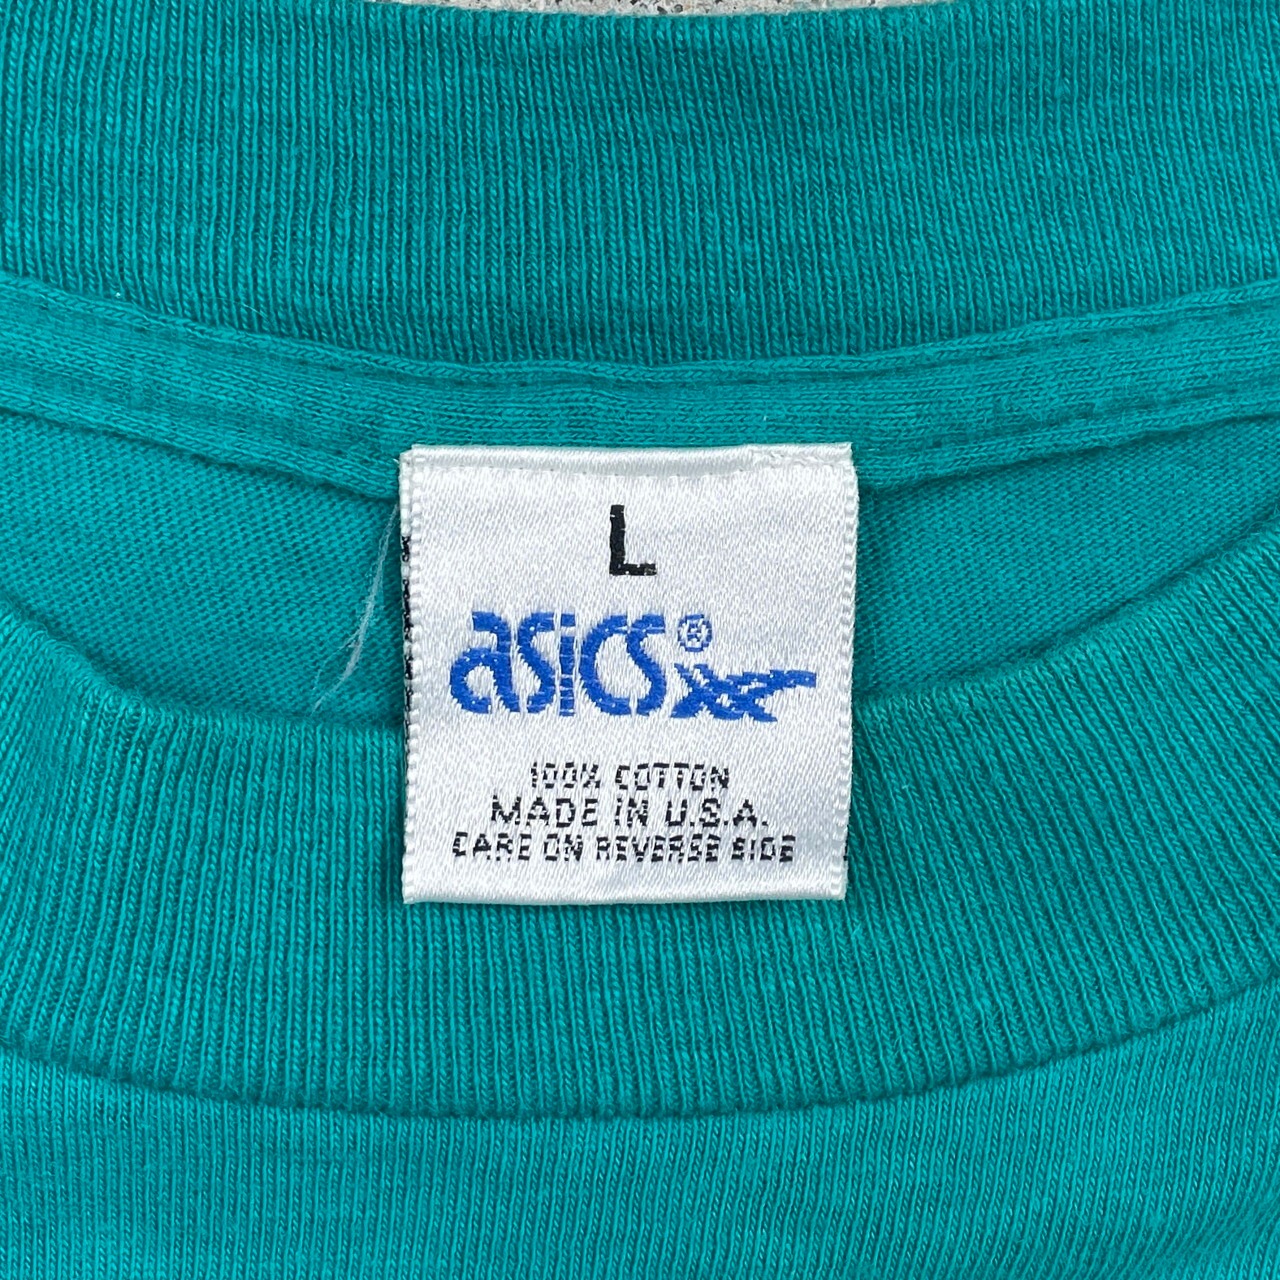 L
asics®
100% COTTON
MADE IN U.S.A.
CARE ON REVERSE SIDE